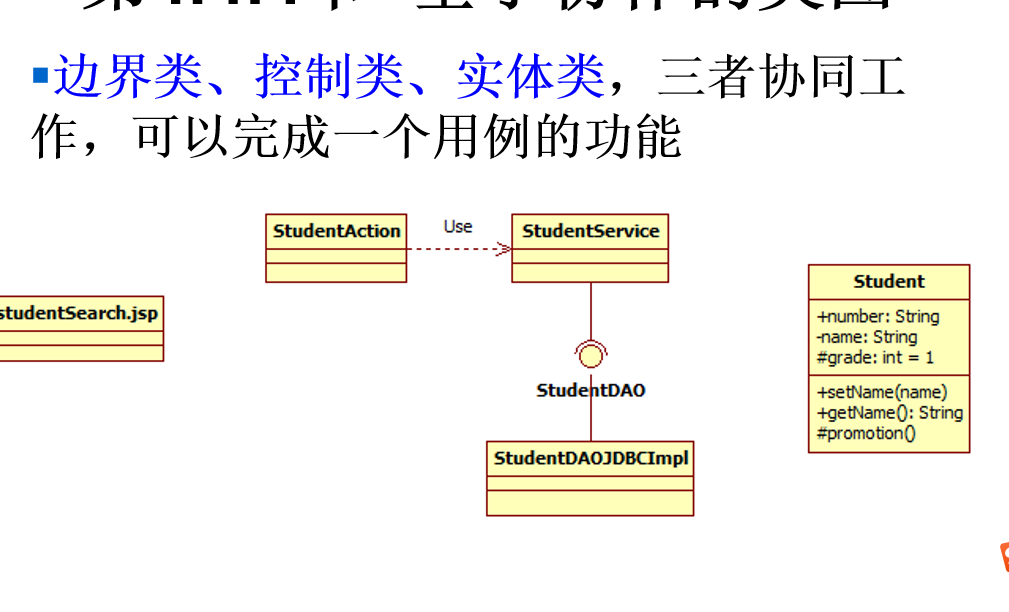 边界类、控制类、实体类，三者协同工
作，可以完成一个用例的功能
StudentAction
Use
StudentService
studentSearch.jsp
Student
+number: String
-name: String
#grade: int = 1
+setName(name)
+getName(): String
#promotion()
StudentDAO
StudentDAOJDBCImpl